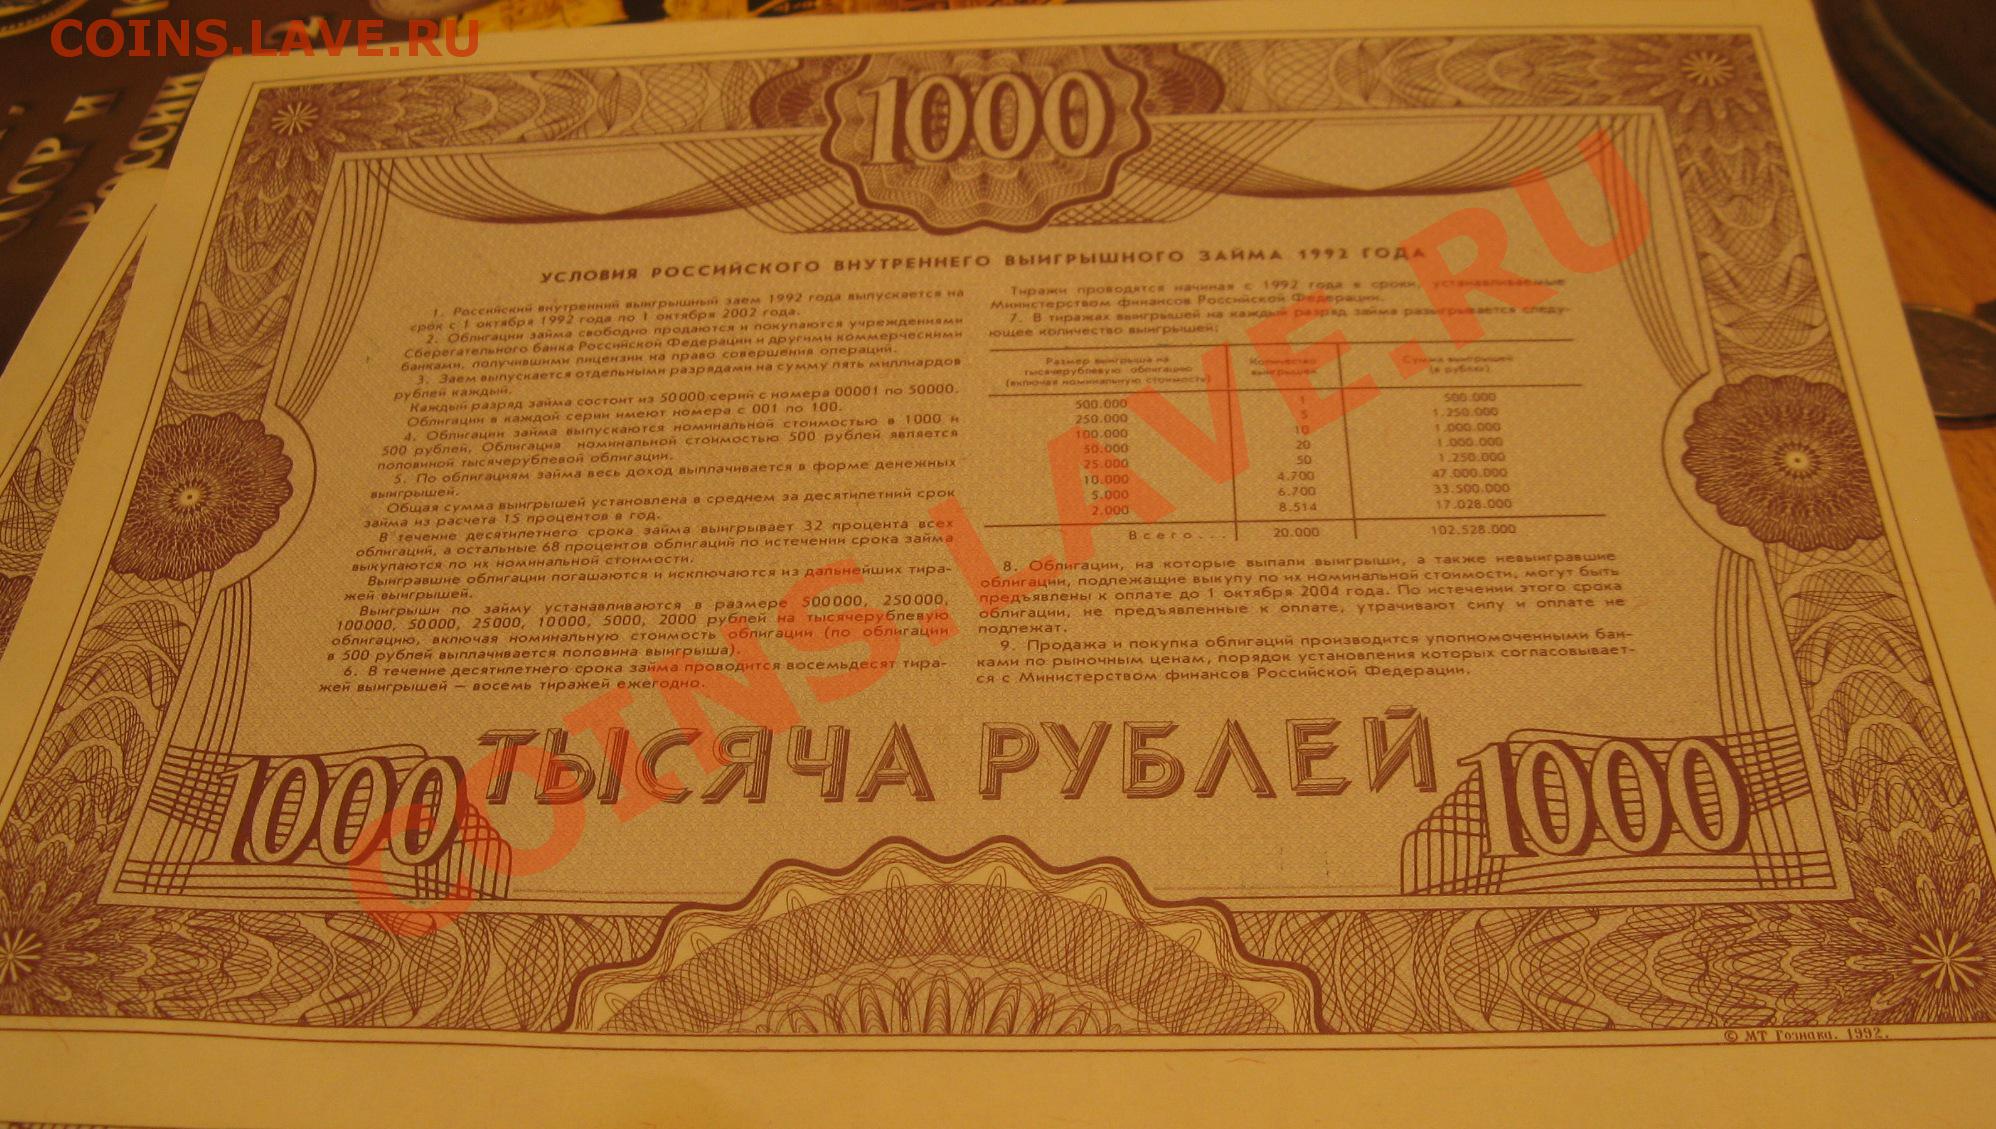 COINS.LAVE.RU
СССР И
РОССИИ
1000
УСЛОВИЯ РОССИЙСКОГО ВНУТРЕННЕГО ВЫИГРЫШНОГО ЗАЙМА 1992 ГОДА
1. Российский внутренний выигрышный заем 1992 года выпускается на
срок с 1 октября 1992 года по 1 октября 2002 года.
2. Облигации займа свободно продаются и покупаются учреждениями
Сберегательного банка Российской Федерации и другими коммерческими
банками, получившими лицензии на право совершения операций.
3. Заем выпускается отдельными разрядами на сумму пять миллиардов
рублей каждый.
Каждый разряд займа состоит из 50000 серий с номера 00001 по 50000.
Облигации в каждой серии имеют номера с 001 по 100.
4. Облигации займа выпускаются номинальной стоимостью в 1000 и
500 рублей. Облигация номинальной стоимостью 500 рублей является
половиной тысячерублевой облигации.
5. По облигациям займа весь доход выплачивается в форме денежных
выигрышей.
Общая сумма выигрышей установлена в среднем за десятилетний срок
займа из расчета 15 процентов в год.
В течение десятилетнего срока займа выигрывает 32 процента всех
облигаций, а остальные 68 процентов облигаций по истечении срока займа
выкупаются по их номинальной стоимости.
Выигравшие облигации погашаются и исключаются из дальнейших тира-
жей выигрышей.
Выигрыши по займу устанавливаются в размере 500000, 250000,
100000, 50000, 25000, 10000, 5000, 2000 рублей на тысячерублевую
облигацию, включая номинальную стоимость облигации (по облигации
в 500 рублей выплачивается половина выигрыша).
6. В течение десятилетнего срока займа проводится восемьдесят тира-
жей выигрышей — восемь тиражей ежегодно.
Тиражи проводятся начиная с 1992 года в сроки, устанавливаемые
Министерством финансов Российской Федерации.
7. В тиражах выигрышей на каждый разряд займа разыгрывается следу-
ющее количество выигрышей:
Размер выигрыша на тысячерублевую облигацию (включая номинальную стоимость) Количество выигрышей Сумма выигрышей (в рублях)
500.000 1 500.000
250.000 5 1.250.000
100.000 10 1.000.000
50.000 20 1.000.000
25.000 50 1.250.000
10.000 4.700 47.000.000
5.000 6.700 33.500.000
2.000 8.514 17.028.000
Всего... 20.000 102.528.000
8. Облигации, на которые выпали выигрыши, а также невыигравшие
облигации, подлежащие выкупу по их номинальной стоимости, могут быть
предъявлены к оплате до 1 октября 2004 года. По истечении этого срока
облигации, не предъявленные к оплате, утрачивают силу и оплате не
подлежат.
9. Продажа и покупка облигаций производится уполномоченными бан-
ками по рыночным ценам, порядок установления которых согласовывает-
ся с Министерством финансов Российской Федерации.
ТЫСЯЧА РУБЛЕЙ
1000
1000
© МТ Гознака. 1992.
COINS.LAVE.RU